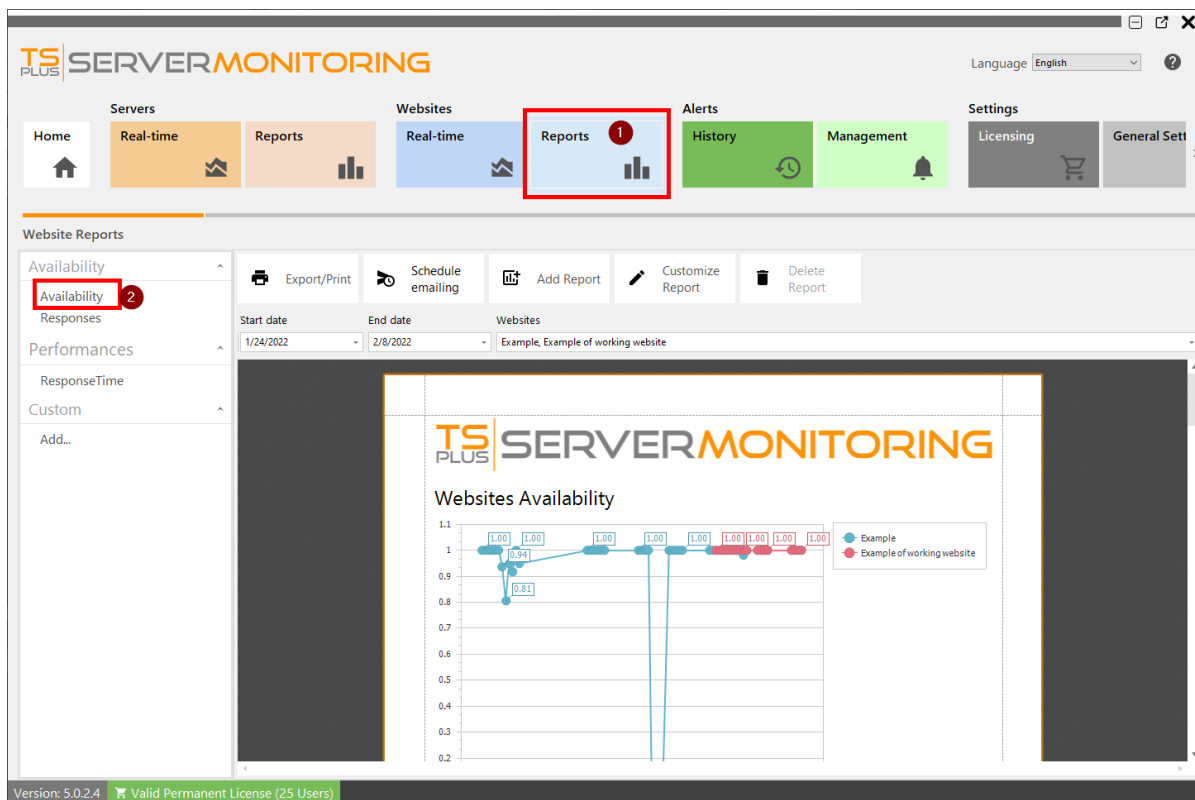 TS PLUS SERVERMONITORING
Language English
Servers
Websites
Alerts
Settings
Home
Real-time
Reports
Real-time
Reports
1
History
Management
Licensing
General Sett
Website Reports
Availability
Availability
2
Responses
Performances
ResponseTime
Custom
Add...
Export/Print
Schedule
emailing
Add Report
Customize
Report
Delete
Report
Start date
End date
Websites
1/24/2022
2/8/2022
Example, Example of working website
TS PLUS SERVERMONITORING
Websites Availability
1.1
1
0.9
0.8
0.7
0.6
0.5
0.4
0.3
0.2
1.00
1.00
1.00
1.00
1.00
1.00
1.00
1.00
1.00
0.94
0.81
Example
Example of working website
Version: 5.0.2.4
Valid Permanent License (25 Users)